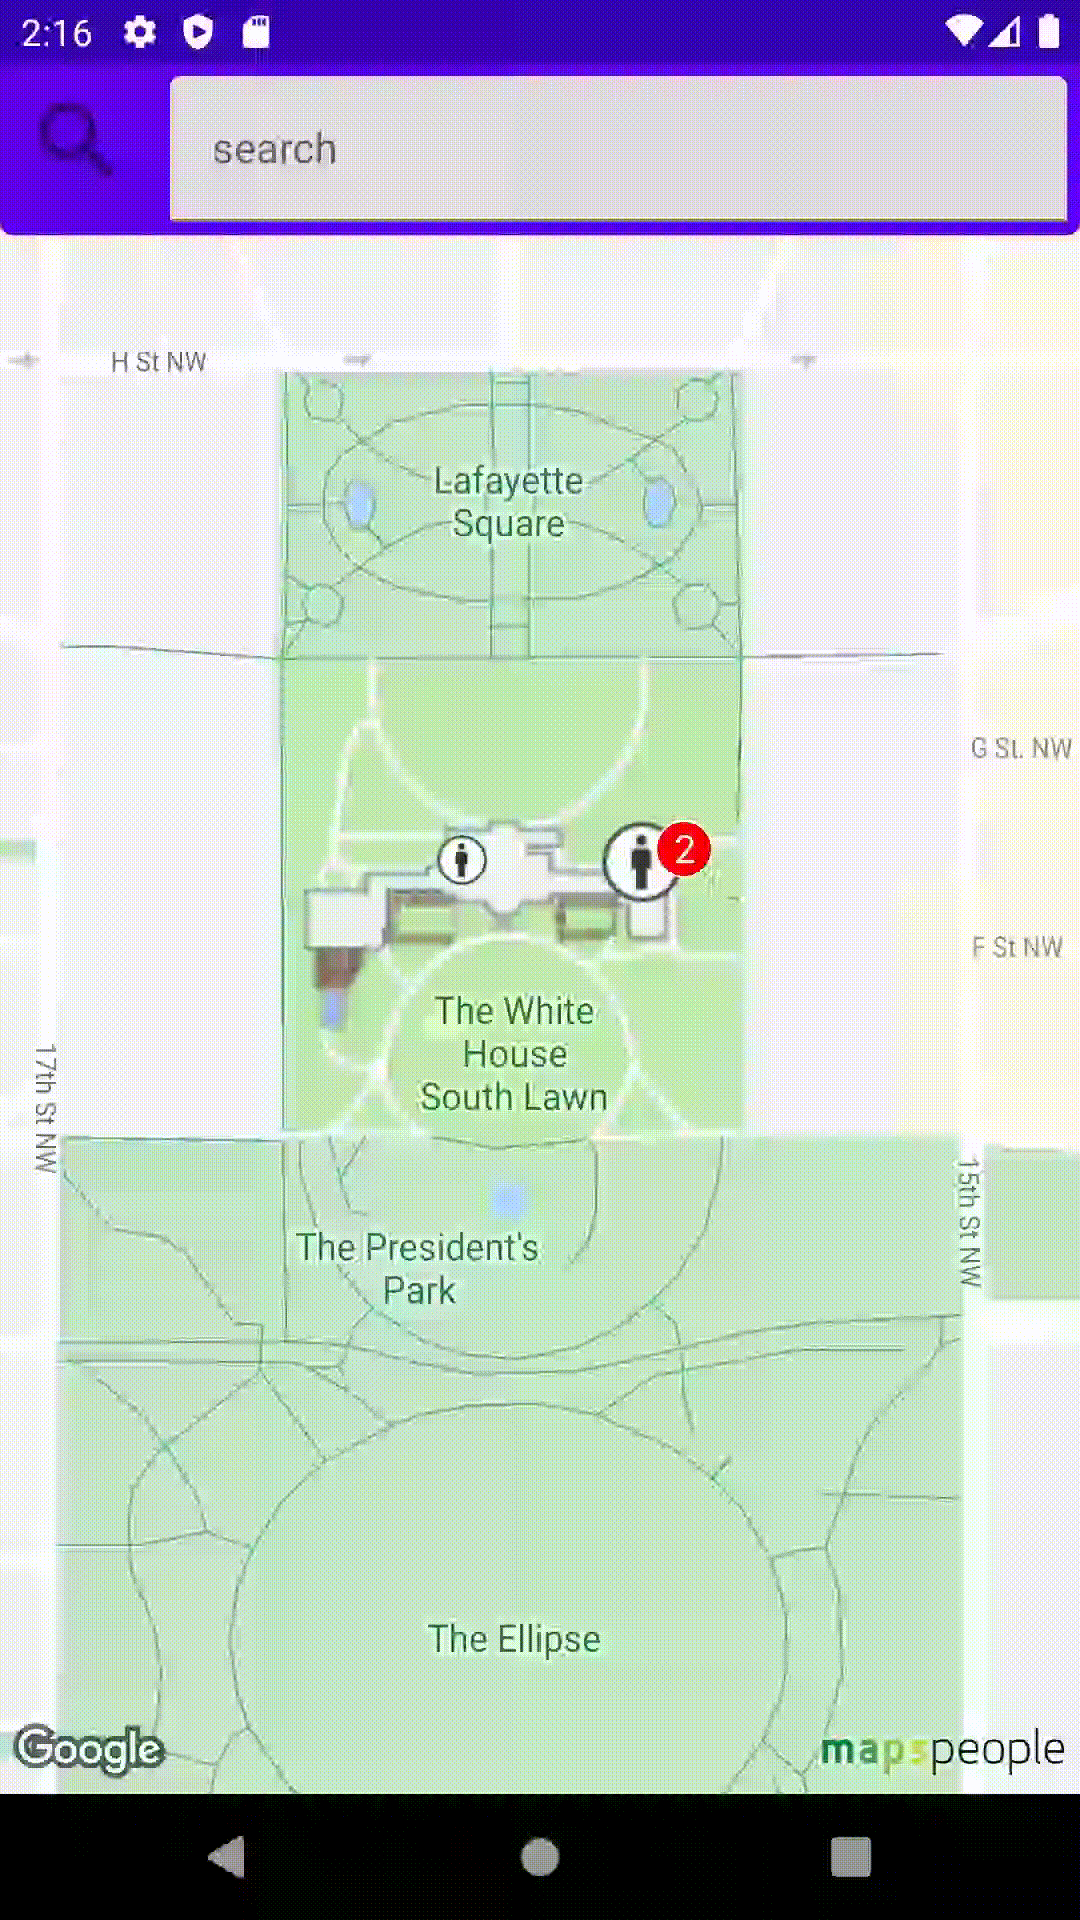 2:16
search
H St NW
Lafayette
Square
G St. NW
2
F St NW
The White
House
South Lawn
17th St NW
15th St NW
The President's
Park
The Ellipse
Google
mapspeople